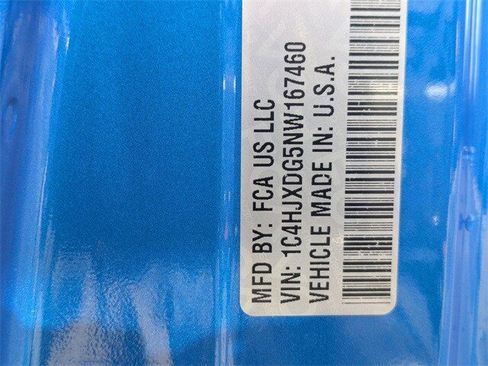 MFD BY: FCA US LLC
VIN: 1C4HJXDG5NW167460
VEHICLE MADE IN: U.S.A.